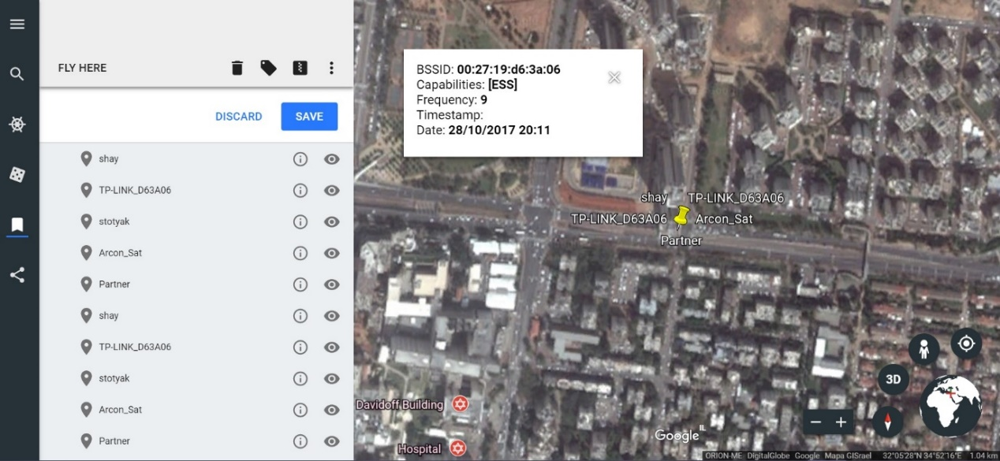 FLY HERE
DISCARD
SAVE
shay
TP-LINK_D63A06
stotyak
Arcon_Sat
Partner
shay
TP-LINK_D63A06
stotyak
Arcon_Sat
Partner
BSSID: 00:27:19:d6:3a:06
Capabilities: [ESS]
Frequency: 9
Timestamp:
Date: 28/10/2017 20:11
shay
TP-LINK_D63A06
TP-LINK_D63A06
Arcon_Sat
Partner
Davidoff Building
Hospital
3D
Google
IL
ORION-ME DigitalGlobe Google Mapa GISrael 32°05'28"N 34°52'16"E 1.04 km